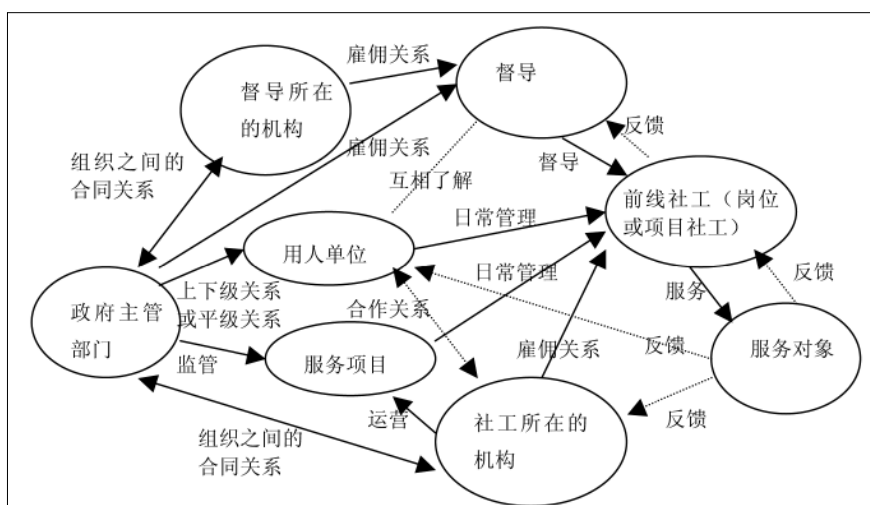 雇佣关系
督导
督导所在
的机构
反馈
组织之间的
合同关系
雇佣关系
督导
互相了解
前线社工（岗位
或项目社工）
日常管理
用人单位
日常管理
反馈
上下级关系
或平级关系
合作关系
服务
政府主管
部门
监管
服务项目
雇佣关系
反馈
服务对象
运营
社工所在的
机构
反馈
组织之间的
合同关系